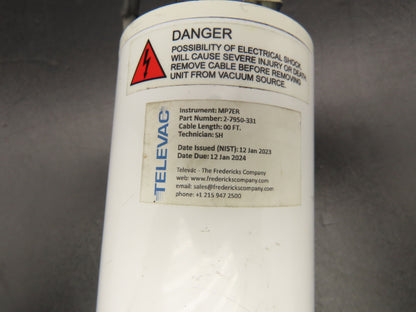 DANGER
POSSIBILITY OF ELECTRICAL SHOCK
WILL CAUSE SEVERE INJURY OR DEATH
REMOVE CABLE BEFORE REMOVING
UNIT FROM VACUUM SOURCE.
TELEVAC
Instrument: MP7ER
Part Number: 2-7950-331
Cable Length: 00 FT.
Technician: SH
Date Issued (NIST): 12 Jan 2023
Date Due: 12 Jan 2024
Televac - The Fredericks Company
web: www.frederickscompany.com
email: sales@frederickscompany.com
phone: +1 215 947 2500